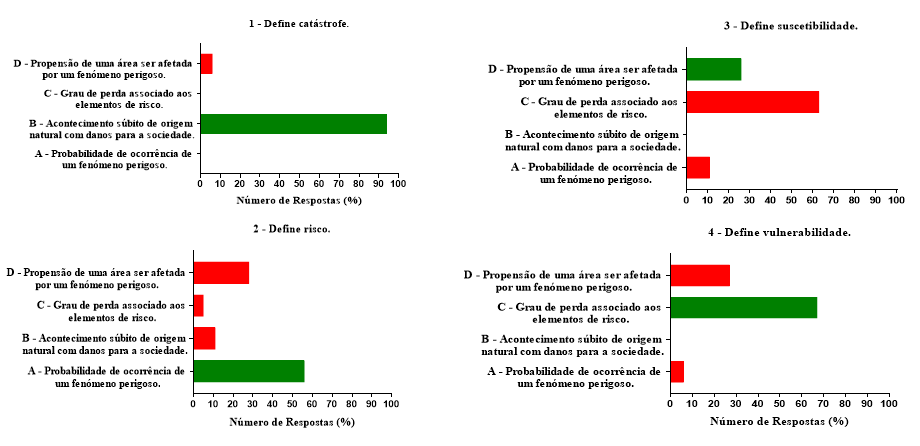 1 - Define catástrofe.
D - Propensão de uma área ser afetada
por um fenómeno perigoso.
C - Grau de perda associado aos
elementos de risco.
B - Acontecimento súbito de origem
natural com danos para a sociedade.
A - Probabilidade de ocorrência de
um fenómeno perigoso.
0 10 20 30 40 50 60 70 80 90 100
Número de Respostas (%)
2 - Define risco.
D - Propensão de uma área ser afetada
por um fenómeno perigoso.
C - Grau de perda associado aos
elementos de risco.
B - Acontecimento súbito de origem
natural com danos para a sociedade.
A - Probabilidade de ocorrência de
um fenómeno perigoso.
0 10 20 30 40 50 60 70 80 90 100
Número de Respostas (%)
3 - Define suscetibilidade.
D - Propensão de uma área ser afetada
por um fenómeno perigoso.
C - Grau de perda associado aos
elementos de risco.
B - Acontecimento súbito de origem
natural com danos para a sociedade.
A - Probabilidade de ocorrência de
um fenómeno perigoso.
0 10 20 30 40 50 60 70 80 90 100
4 - Define vulnerabilidade.
D - Propensão de uma área ser afetada
por um fenómeno perigoso.
C - Grau de perda associado aos
elementos de risco.
B - Acontecimento súbito de origem
natural com danos para a sociedade.
A - Probabilidade de ocorrência de
um fenómeno perigoso.
0 10 20 30 40 50 60 70 80 90 100
Número de Respostas (%)